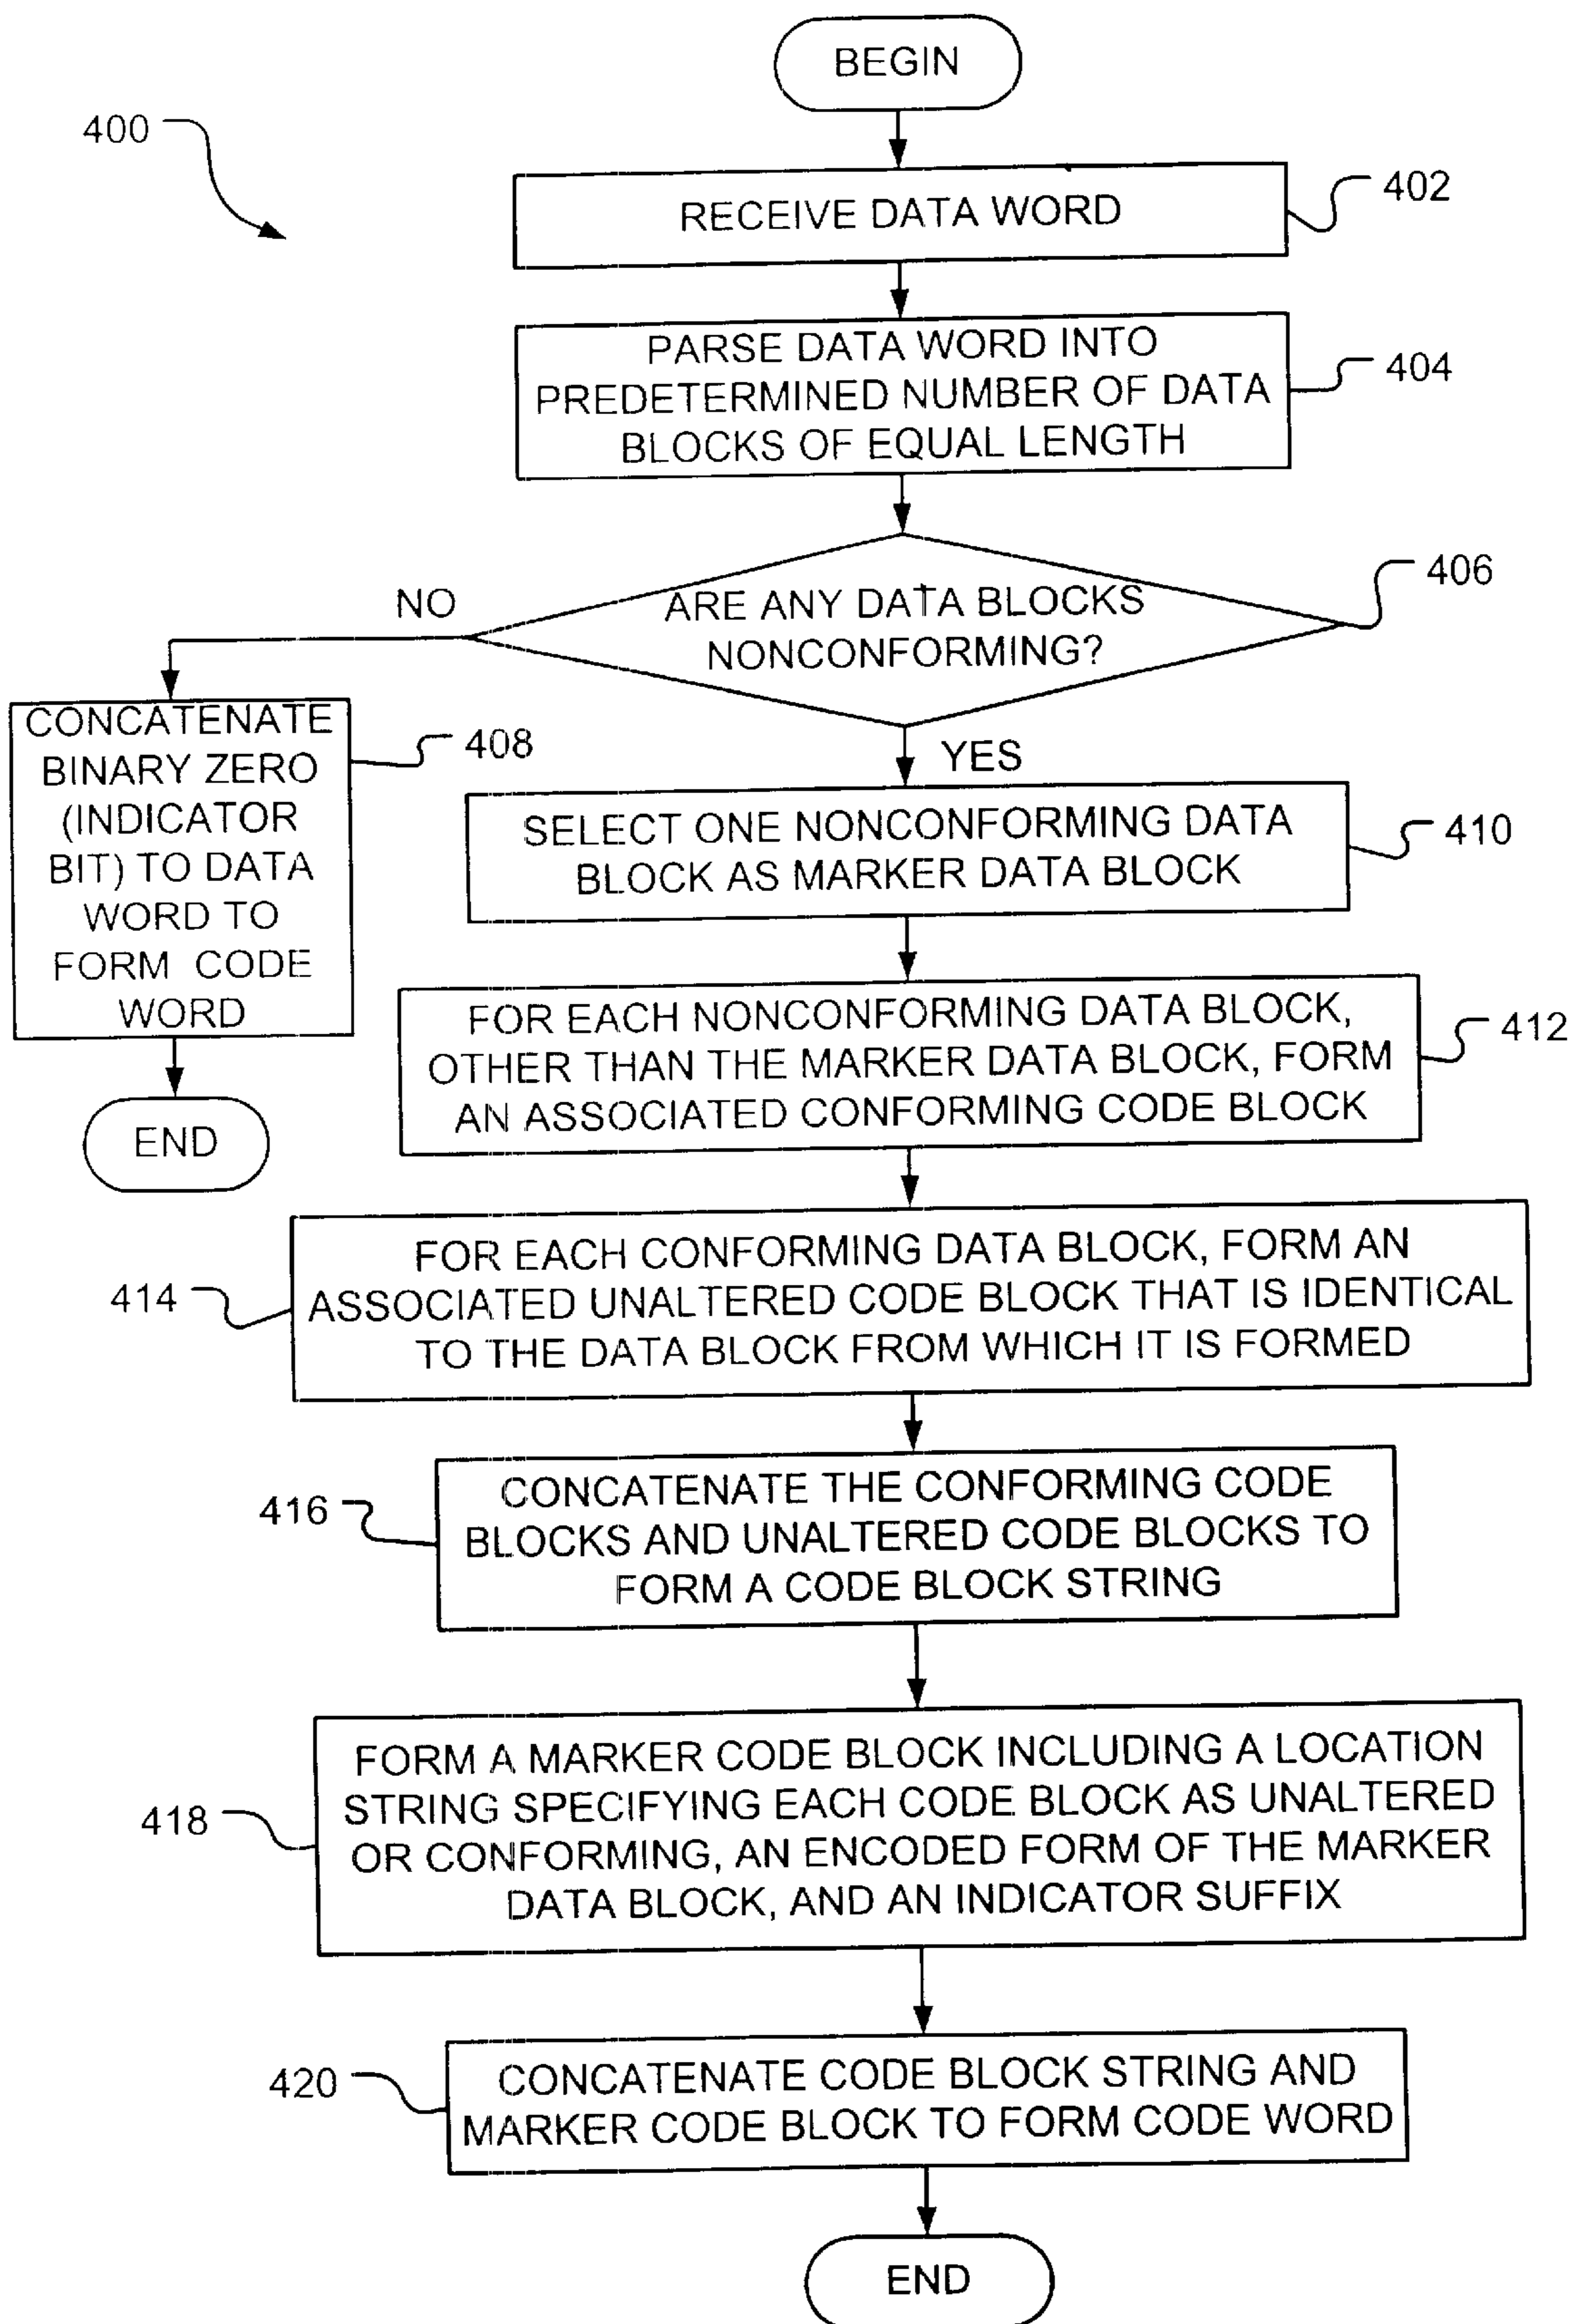 BEGIN
400
RECEIVE DATA WORD
402
PARSE DATA WORD INTO
PREDETERMINED NUMBER OF DATA
BLOCKS OF EQUAL LENGTH
404
ARE ANY DATA BLOCKS
NONCONFORMING?
406
NO
YES
CONCATENATE
BINARY ZERO
(INDICATOR
BIT) TO DATA
WORD TO
FORM CODE
WORD
408
END
SELECT ONE NONCONFORMING DATA
BLOCK AS MARKER DATA BLOCK
410
FOR EACH NONCONFORMING DATA BLOCK,
OTHER THAN THE MARKER DATA BLOCK, FORM
AN ASSOCIATED CONFORMING CODE BLOCK
412
FOR EACH CONFORMING DATA BLOCK, FORM AN
ASSOCIATED UNALTERED CODE BLOCK THAT IS IDENTICAL
TO THE DATA BLOCK FROM WHICH IT IS FORMED
414
CONCATENATE THE CONFORMING CODE
BLOCKS AND UNALTERED CODE BLOCKS TO
FORM A CODE BLOCK STRING
416
FORM A MARKER CODE BLOCK INCLUDING A LOCATION
STRING SPECIFYING EACH CODE BLOCK AS UNALTERED
OR CONFORMING, AN ENCODED FORM OF THE MARKER
DATA BLOCK, AND AN INDICATOR SUFFIX
418
CONCATENATE CODE BLOCK STRING AND
MARKER CODE BLOCK TO FORM CODE WORD
420
END